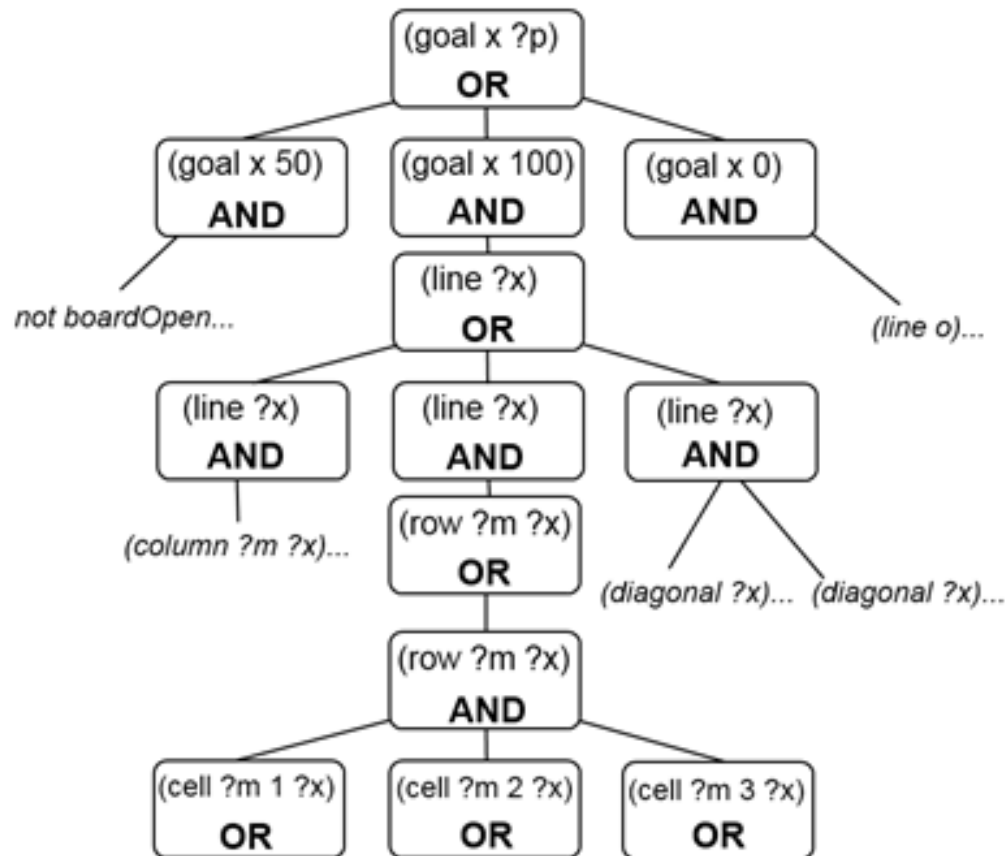 (goal x ?p)
OR
(goal x 50)
AND
(goal x 100)
AND
(goal x 0)
AND
not boardOpen...
(line ?x)
OR
(line o)...
(line ?x)
AND
(line ?x)
AND
(line ?x)
AND
(column ?m ?x)...
(row ?m ?x)
OR
(diagonal ?x)...
(diagonal ?x)...
(row ?m ?x)
AND
(cell ?m 1 ?x)
OR
(cell ?m 2 ?x)
OR
(cell ?m 3 ?x)
OR